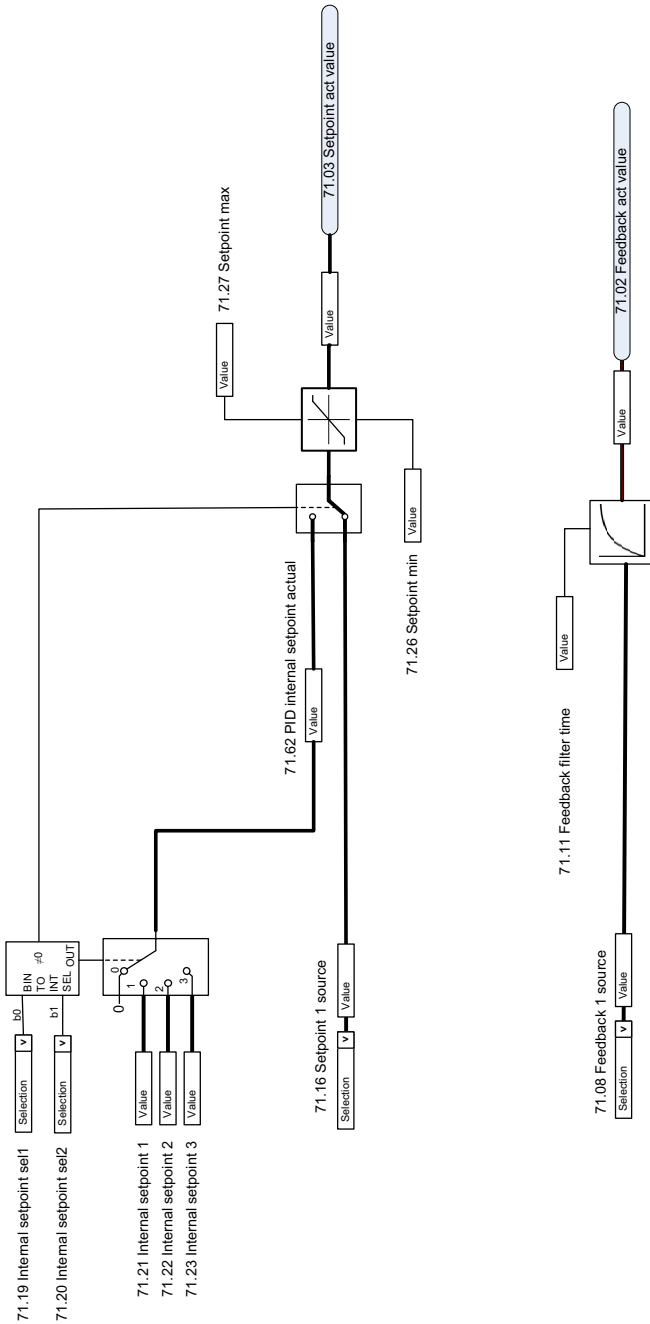 71.19 Internal setpoint sel1
Selection
v
b0
71.20 Internal setpoint sel2
Selection
v
b1
BIN
TO
INT
SEL
≠0
OUT
0
0
1
2
3
71.21 Internal setpoint 1
Value
71.22 Internal setpoint 2
Value
71.23 Internal setpoint 3
Value
71.62 PID internal setpoint actual
Value
71.16 Setpoint 1 source
Selection
v
Value
71.27 Setpoint max
Value
71.26 Setpoint min
Value
Value
71.03 Setpoint act value
71.08 Feedback 1 source
Selection
v
Value
71.11 Feedback filter time
Value
Value
71.02 Feedback act value